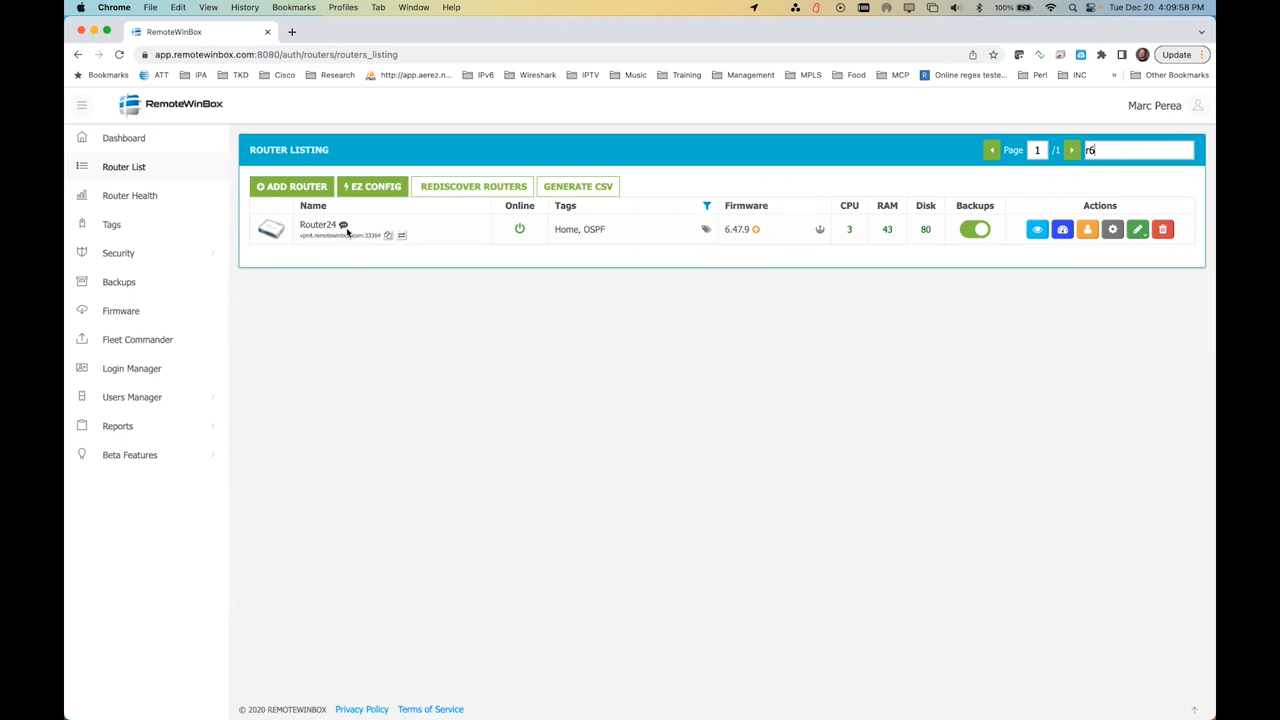 Chrome File Edit View History Bookmarks Profiles Tab Window Help 100% Tue Dec 20 4:09:58 PM
RemoteWinBox
app.remotewinbox.com:8080/auth/routers/routers_listing Update
Bookmarks ATT IPA TKD Cisco Research http://app.aerez.n... IPv6 Wireshark IPTV Music Training Management MPLS Food MCP Online regex teste... Perl INC » Other Bookmarks
RemoteWinBox Marc Perea
Dashboard
Router List
Router Health
Tags
Security
Backups
Firmware
Fleet Commander
Login Manager
Users Manager
Reports
Beta Features
ROUTER LISTING Page 1 /1 r6
ADD ROUTER EZ CONFIG REDISCOVER ROUTERS GENERATE CSV
Name Online Tags Firmware CPU RAM Disk Backups Actions
Router24 Home, OSPF 6.47.9 3 43 80
© 2020 REMOTEWINBOX Privacy Policy Terms of Service